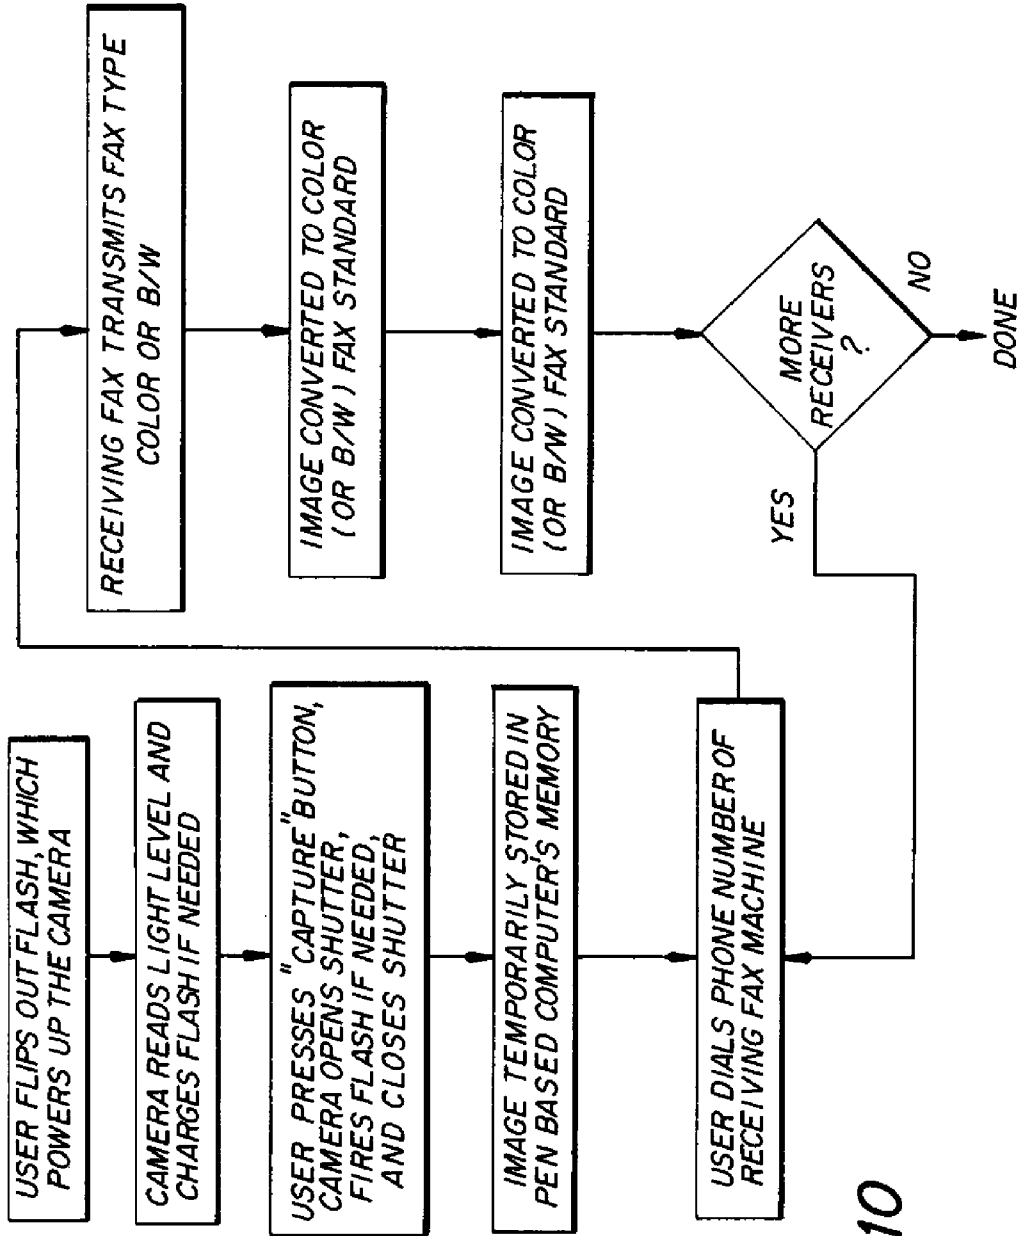 USER FLIPS OUT FLASH, WHICH
POWERS UP THE CAMERA
CAMERA READS LIGHT LEVEL AND
CHARGES FLASH IF NEEDED
USER PRESSES "CAPTURE" BUTTON,
CAMERA OPENS SHUTTER,
FIRES FLASH IF NEEDED,
AND CLOSES SHUTTER
IMAGE TEMPORARILY STORED IN
PEN BASED COMPUTER'S MEMORY
USER DIALS PHONE NUMBER OF
RECEIVING FAX MACHINE
RECEIVING FAX TRANSMITS FAX TYPE
COLOR OR B/W
IMAGE CONVERTED TO COLOR
(OR B/W) FAX STANDARD
IMAGE CONVERTED TO COLOR
(OR B/W) FAX STANDARD
MORE
RECEIVERS
?
YES
NO
DONE
10